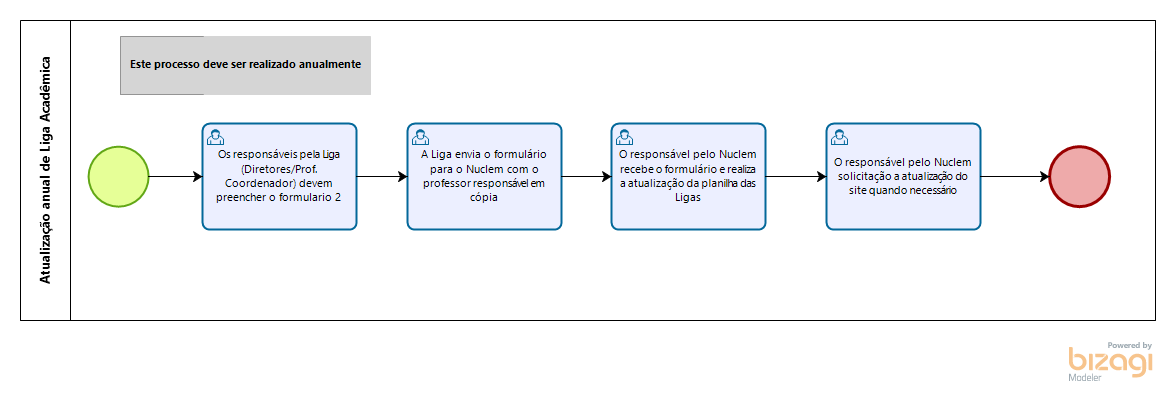 Atualização anual de Liga Acadêmica
Este processo deve ser realizado anualmente
Os responsáveis pela Liga
(Diretores/Prof.
Coordenador) devem
preencher o formulario 2
A Liga envia o formulário
para o Nuclem com o
professor responsável em
cópia
O responsável pelo Nuclem
recebe o formulário e realiza
a atualização da planilha das
Ligas
O responsável pelo Nuclem
solicitação a atualização do
site quando necessário
Powered by
bizagi
Modeler